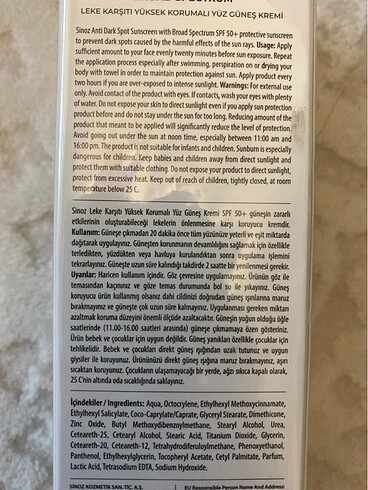 LEKE KARŞITI YÜKSEK KORUMALI YÜZ GÜNEŞ KREMİ
Sinoz Anti Dark Spot Sunscreen with Broad Spectrum SPF 50+ protective sunscreen
to prevent dark spots caused by the harmful effects of the sun rays. Usage: Apply
sufficient amount to your face evenly twenty minutes before sun exposure. Repeat
the application process especially after swimming, perspiration on or drying your
body with towel in order to maintain protection against sun. Apply product every
two hours if you are over-exposed to intense sunlight. Warnings: For external use
only. Avoid contact of the product with eyes. If contacts, wash your eyes with plenty
of water. Do not expose your skin to direct sunlight even if you apply sun protection
product before and do not stay under the sun for too long. Reducing amount of the
product that meant to be applied will significantly reduce the level of protection.
Avoid going out under the sun at noon time, especially between 11:00 am and
16:00 pm. The product is not suitable for infants and children. Sunburn is especially
dangerous for children. Keep babies and children away from direct sunlight and
protect them with suitable clothing. Do not expose your product to direct sunlight,
protect from excessive heat. Keep out of reach of children, tightly closed, at room
temperature below 25 C.
Sinoz Leke Karşıtı Yüksek Korumalı Yüz Güneş Kremi SPF 50+ güneşin zararlı
etkilerinin oluşturabileceği lekelerin önlenmesine karşı koruyucu kremdir.
Kullanım: Güneşe çıkmadan 20 dakika önce tüm yüzünüze yeterli ve eşit miktarda
dağıtarak uygulayınız. Güneşten korunmanın devamlılığını sağlamak için özellikle
terledikten, yüzdükten veya havluya kurulandıktan sonra uygulama işlemini
tekrarlayınız. Güneşte uzun süre kalındığı takdirde 2 saatte bir yenilenmesi gerekir.
Uyarılar: Haricen kullanım içindir. Göz çevresine uygulamayınız. Ürünün göz ile
temasından kaçınınız ve göze temas durumunda bol su ile yıkayınız. Güneş
koruyucu ürün kullanmış olsanız dahi cildinizi doğrudan güneş ışınlarına maruz
bırakmayınız ve güneşte çok uzun süre kalmayınız. Uygulanması gereken miktarı
azaltmak koruma düzeyini önemli ölçüde azaltacaktır. Güneşin yoğun olduğu öğle
saatlerinde (11.00-16.00 saatleri arasında) güneşe çıkmamaya özen gösteriniz.
Ürün bebek ve çocuklar için uygun değildir. Güneş yanıkları özellikle çocuklar için
tehlikelidir. Bebek ve çocukları direkt güneş ışığından uzak tutunuz ve uygun
giysiler ile koruyunuz. Ürününüzü direkt güneş ışığına maruz bırakmayınız, aşırı
sıcaktan koruyunuz. Çocukların ulaşamayacağı bir yerde, ağzı sıkıca kapalı olarak,
25 C'nin altında oda sıcaklığında saklayınız.
İçindekiler / Ingredients: Aqua, Octocrylene, Ethylhexyl Methoxycinnamate,
Ethylhexyl Salicylate, Coco-Caprylate/Caprate, Glyceryl Stearate, Dimethicone,
Zinc Oxide, Butyl Methoxydibenzoylmethane, Stearyl Alcohol, Urea,
Ceteareth-25, Cetearyl Alcohol, Stearic Acid, Titanium Dioxide, Glycerin,
Ceteareth-20, Ceteareth-12, Tetrahydrodiferuloylmethane, Phenoxyethanol,
Panthenol, Ethylhexylglycerin, Tocopheryl Acetate, Cetyl Palmitate, Parfum,
Lactic Acid, Tetrasodium EDTA, Sodium Hydroxide.
SİNOZ KOZMETİK SAN. TİC. A.S.
EU Responsible Person Name And Address: